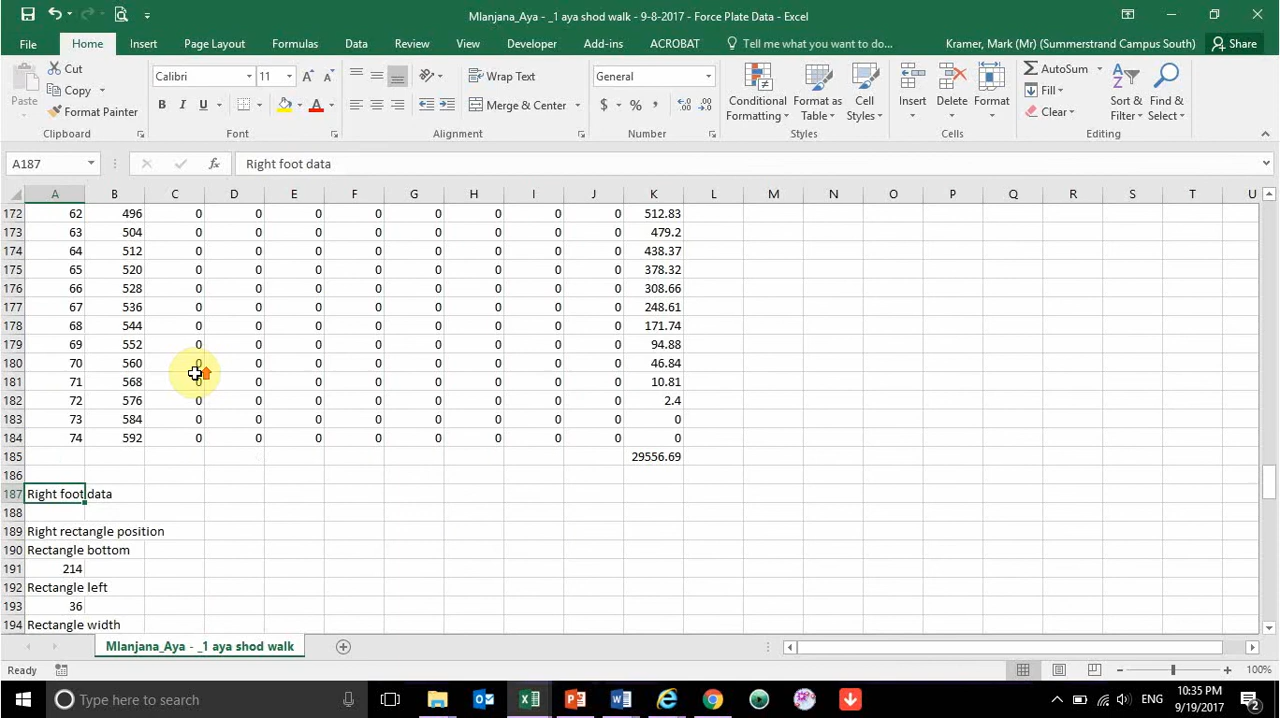 Mlanjana_Aya - _1 aya shod walk - 9-8-2017 - Force Plate Data - Excel
File Home Insert Page Layout Formulas Data Review View Developer Add-ins ACROBAT Tell me what you want to do... Kramer, Mark (Mr) (Summerstrand Campus South) Share
Paste
Cut
Copy
Format Painter
Calibri 11
B I U
Wrap Text
Merge & Center
General
$ % ,
Conditional Formatting
Format as Table
Cell Styles
Insert
Delete
Format
AutoSum
Fill
Clear
Sort & Filter
Find & Select
Clipboard Font Alignment Number Styles Cells Editing
A187 fx Right foot data
A B C D E F G H I J K L M N O P Q R S T U
172 62 496 0 0 0 0 0 0 0 0 512.83
173 63 504 0 0 0 0 0 0 0 0 479.2
174 64 512 0 0 0 0 0 0 0 0 438.37
175 65 520 0 0 0 0 0 0 0 0 378.32
176 66 528 0 0 0 0 0 0 0 0 308.66
177 67 536 0 0 0 0 0 0 0 0 248.61
178 68 544 0 0 0 0 0 0 0 0 171.74
179 69 552 0 0 0 0 0 0 0 0 94.88
180 70 560 0 0 0 0 0 0 0 0 46.84
181 71 568 0 0 0 0 0 0 0 0 10.81
182 72 576 0 0 0 0 0 0 0 0 2.4
183 73 584 0 0 0 0 0 0 0 0 0
184 74 592 0 0 0 0 0 0 0 0 0
185 29556.69
186
187 Right foot data
188
189 Right rectangle position
190 Rectangle bottom
191 214
192 Rectangle left
193 36
194 Rectangle width
Mlanjana_Aya - _1 aya shod walk
Ready 100%
Type here to search ENG 10:35 PM
9/19/2017 2